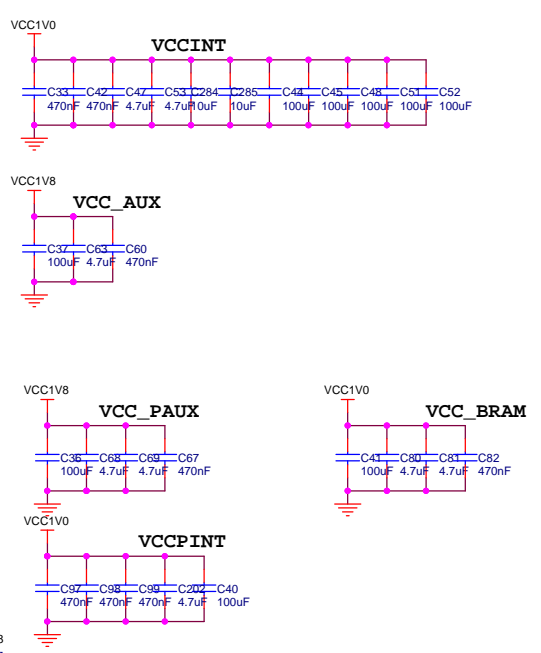 VCC1V0
VCCINT
C33 C42 C47 C53 C284 C285 C44 C45 C48 C51 C52
470nF 470nF 4.7uF 4.7uF 10uF 10uF 100uF 100uF 100uF 100uF 100uF
VCC1V8
VCC_AUX
C37 C63 C60
100uF 4.7uF 470nF
VCC1V8
VCC_PAUX
C36 C68 C69 C67
100uF 4.7uF 4.7uF 470nF
VCC1V0
VCC_BRAM
C41 C80 C81 C82
100uF 4.7uF 4.7uF 470nF
VCC1V0
VCCPINT
C97 C98 C99 C202 C40
470nF 470nF 470nF 4.7uF 100uF